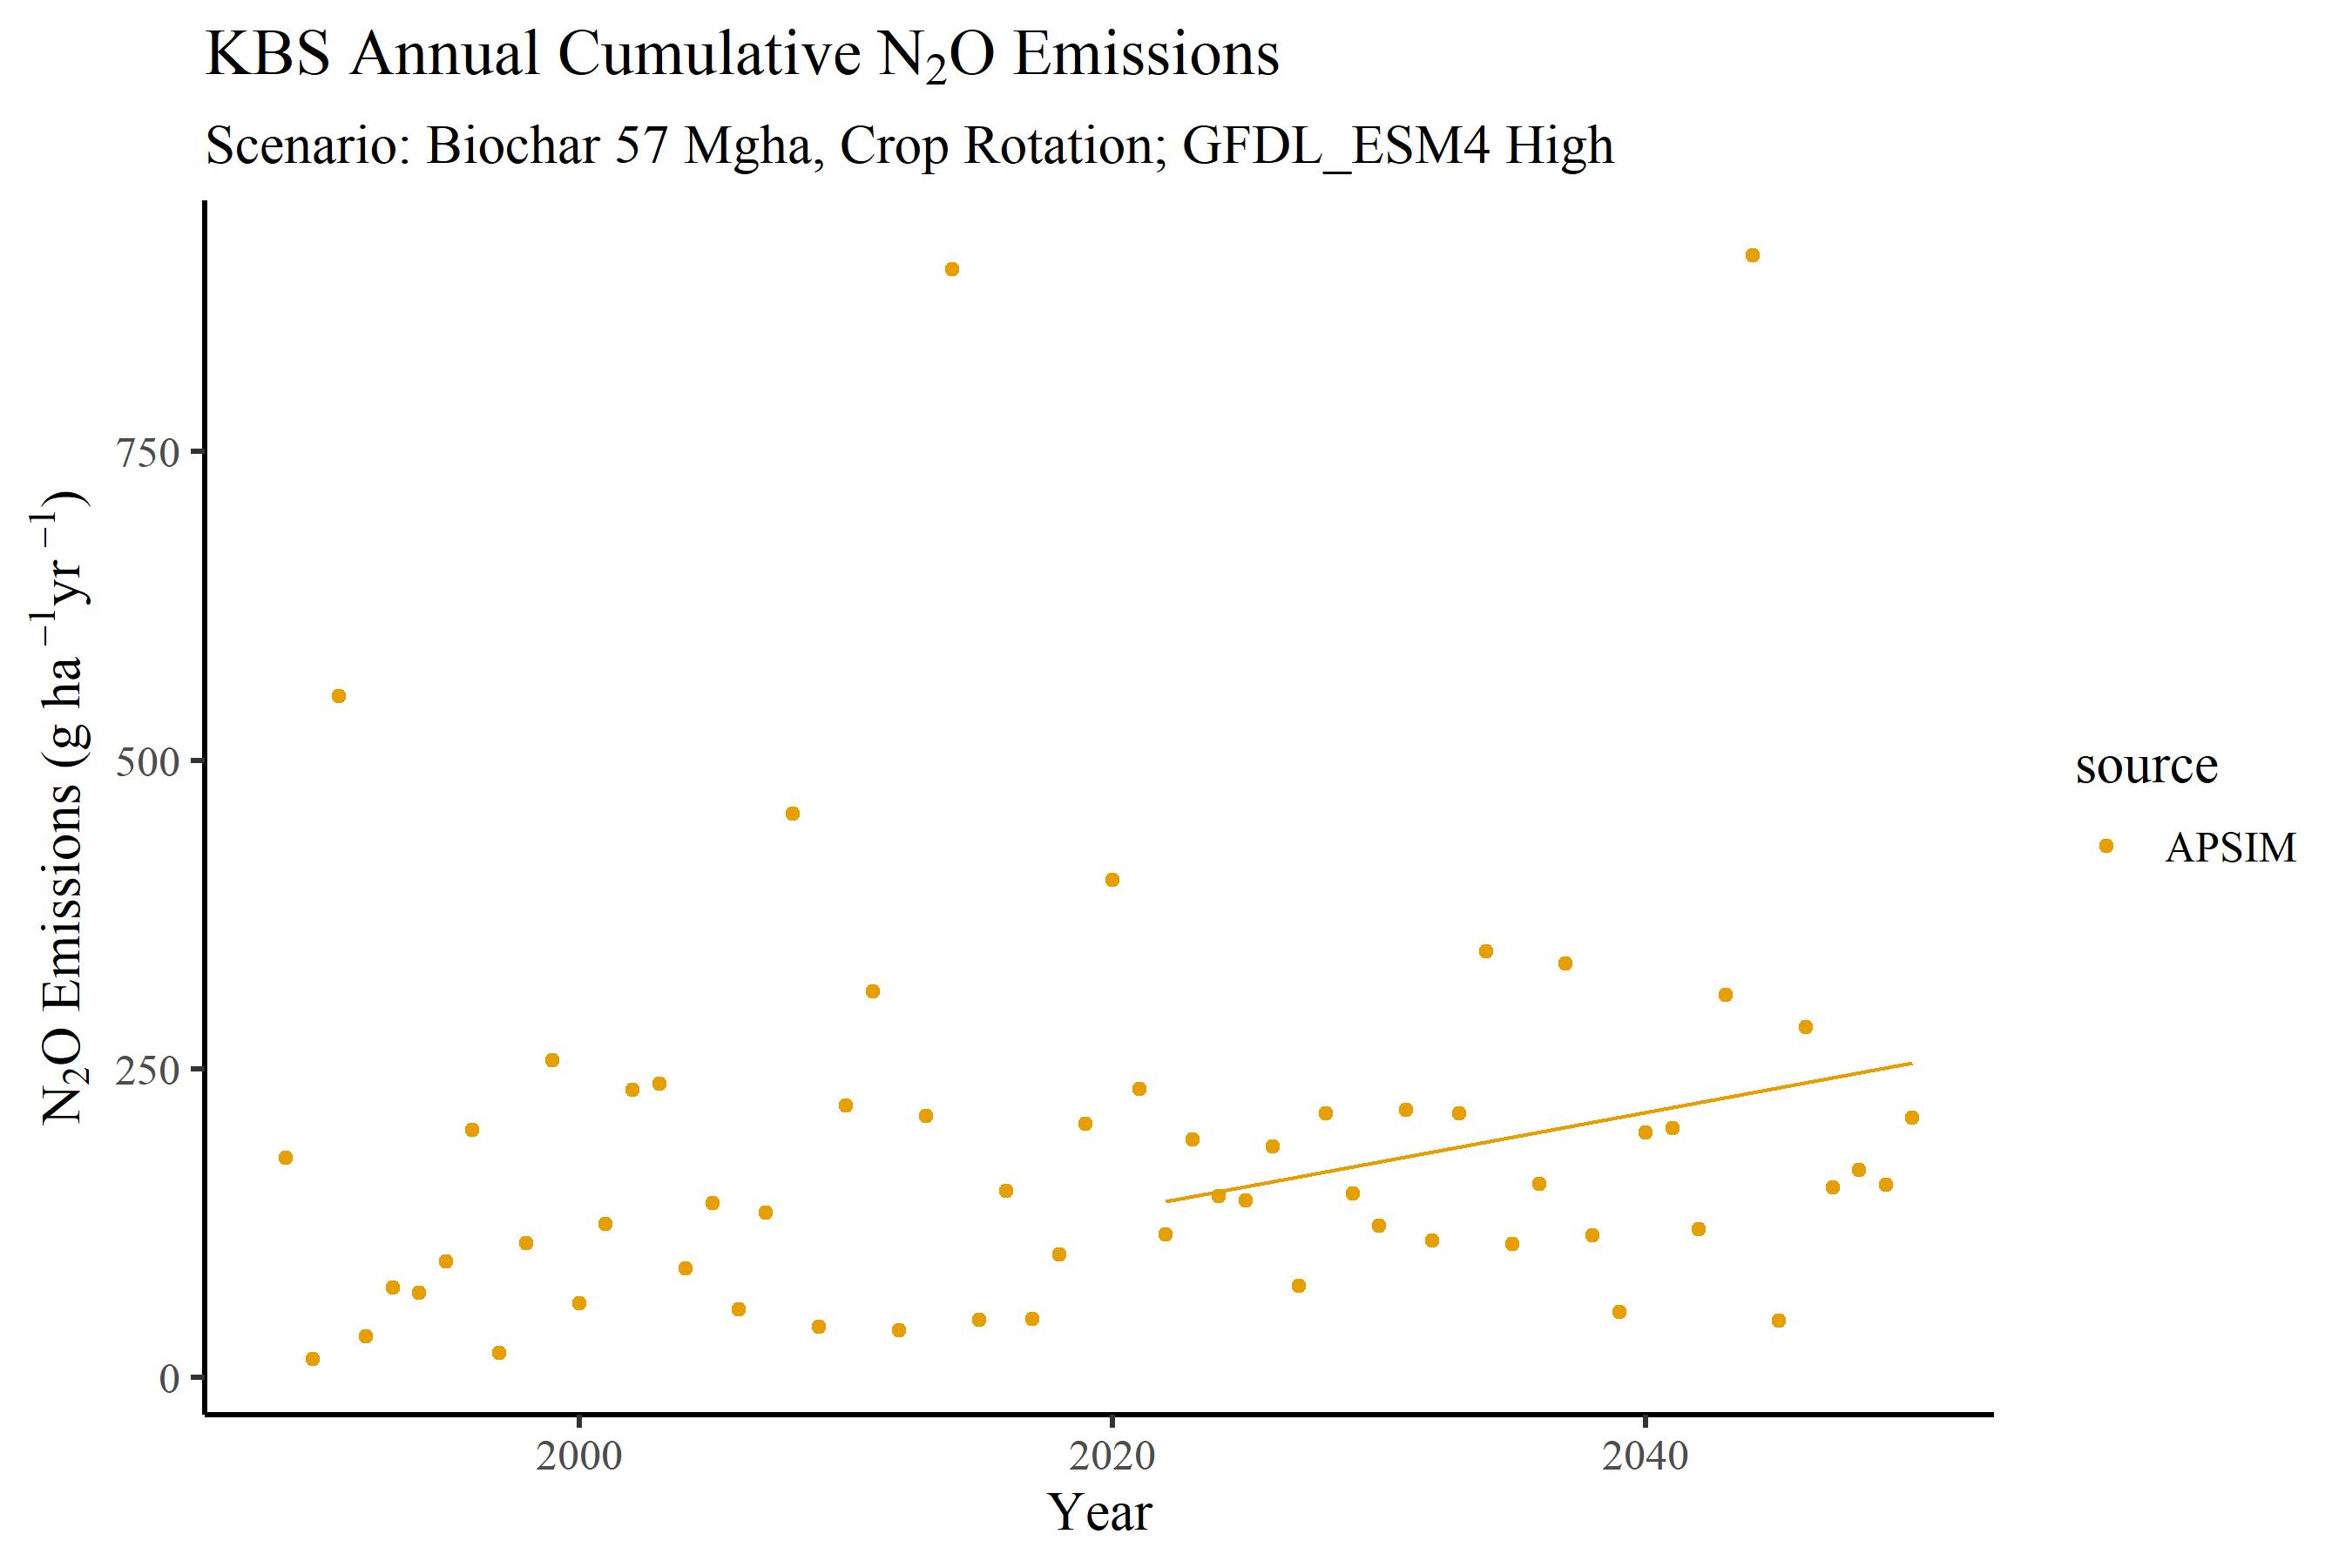 KBS Annual Cumulative N₂O Emissions
Scenario: Biochar 57 Mgha, Crop Rotation; GFDL_ESM4 High
N₂O Emissions (g ha ⁻¹yr ⁻¹)
750
500
250
0
2000
2020
2040
Year
source
APSIM